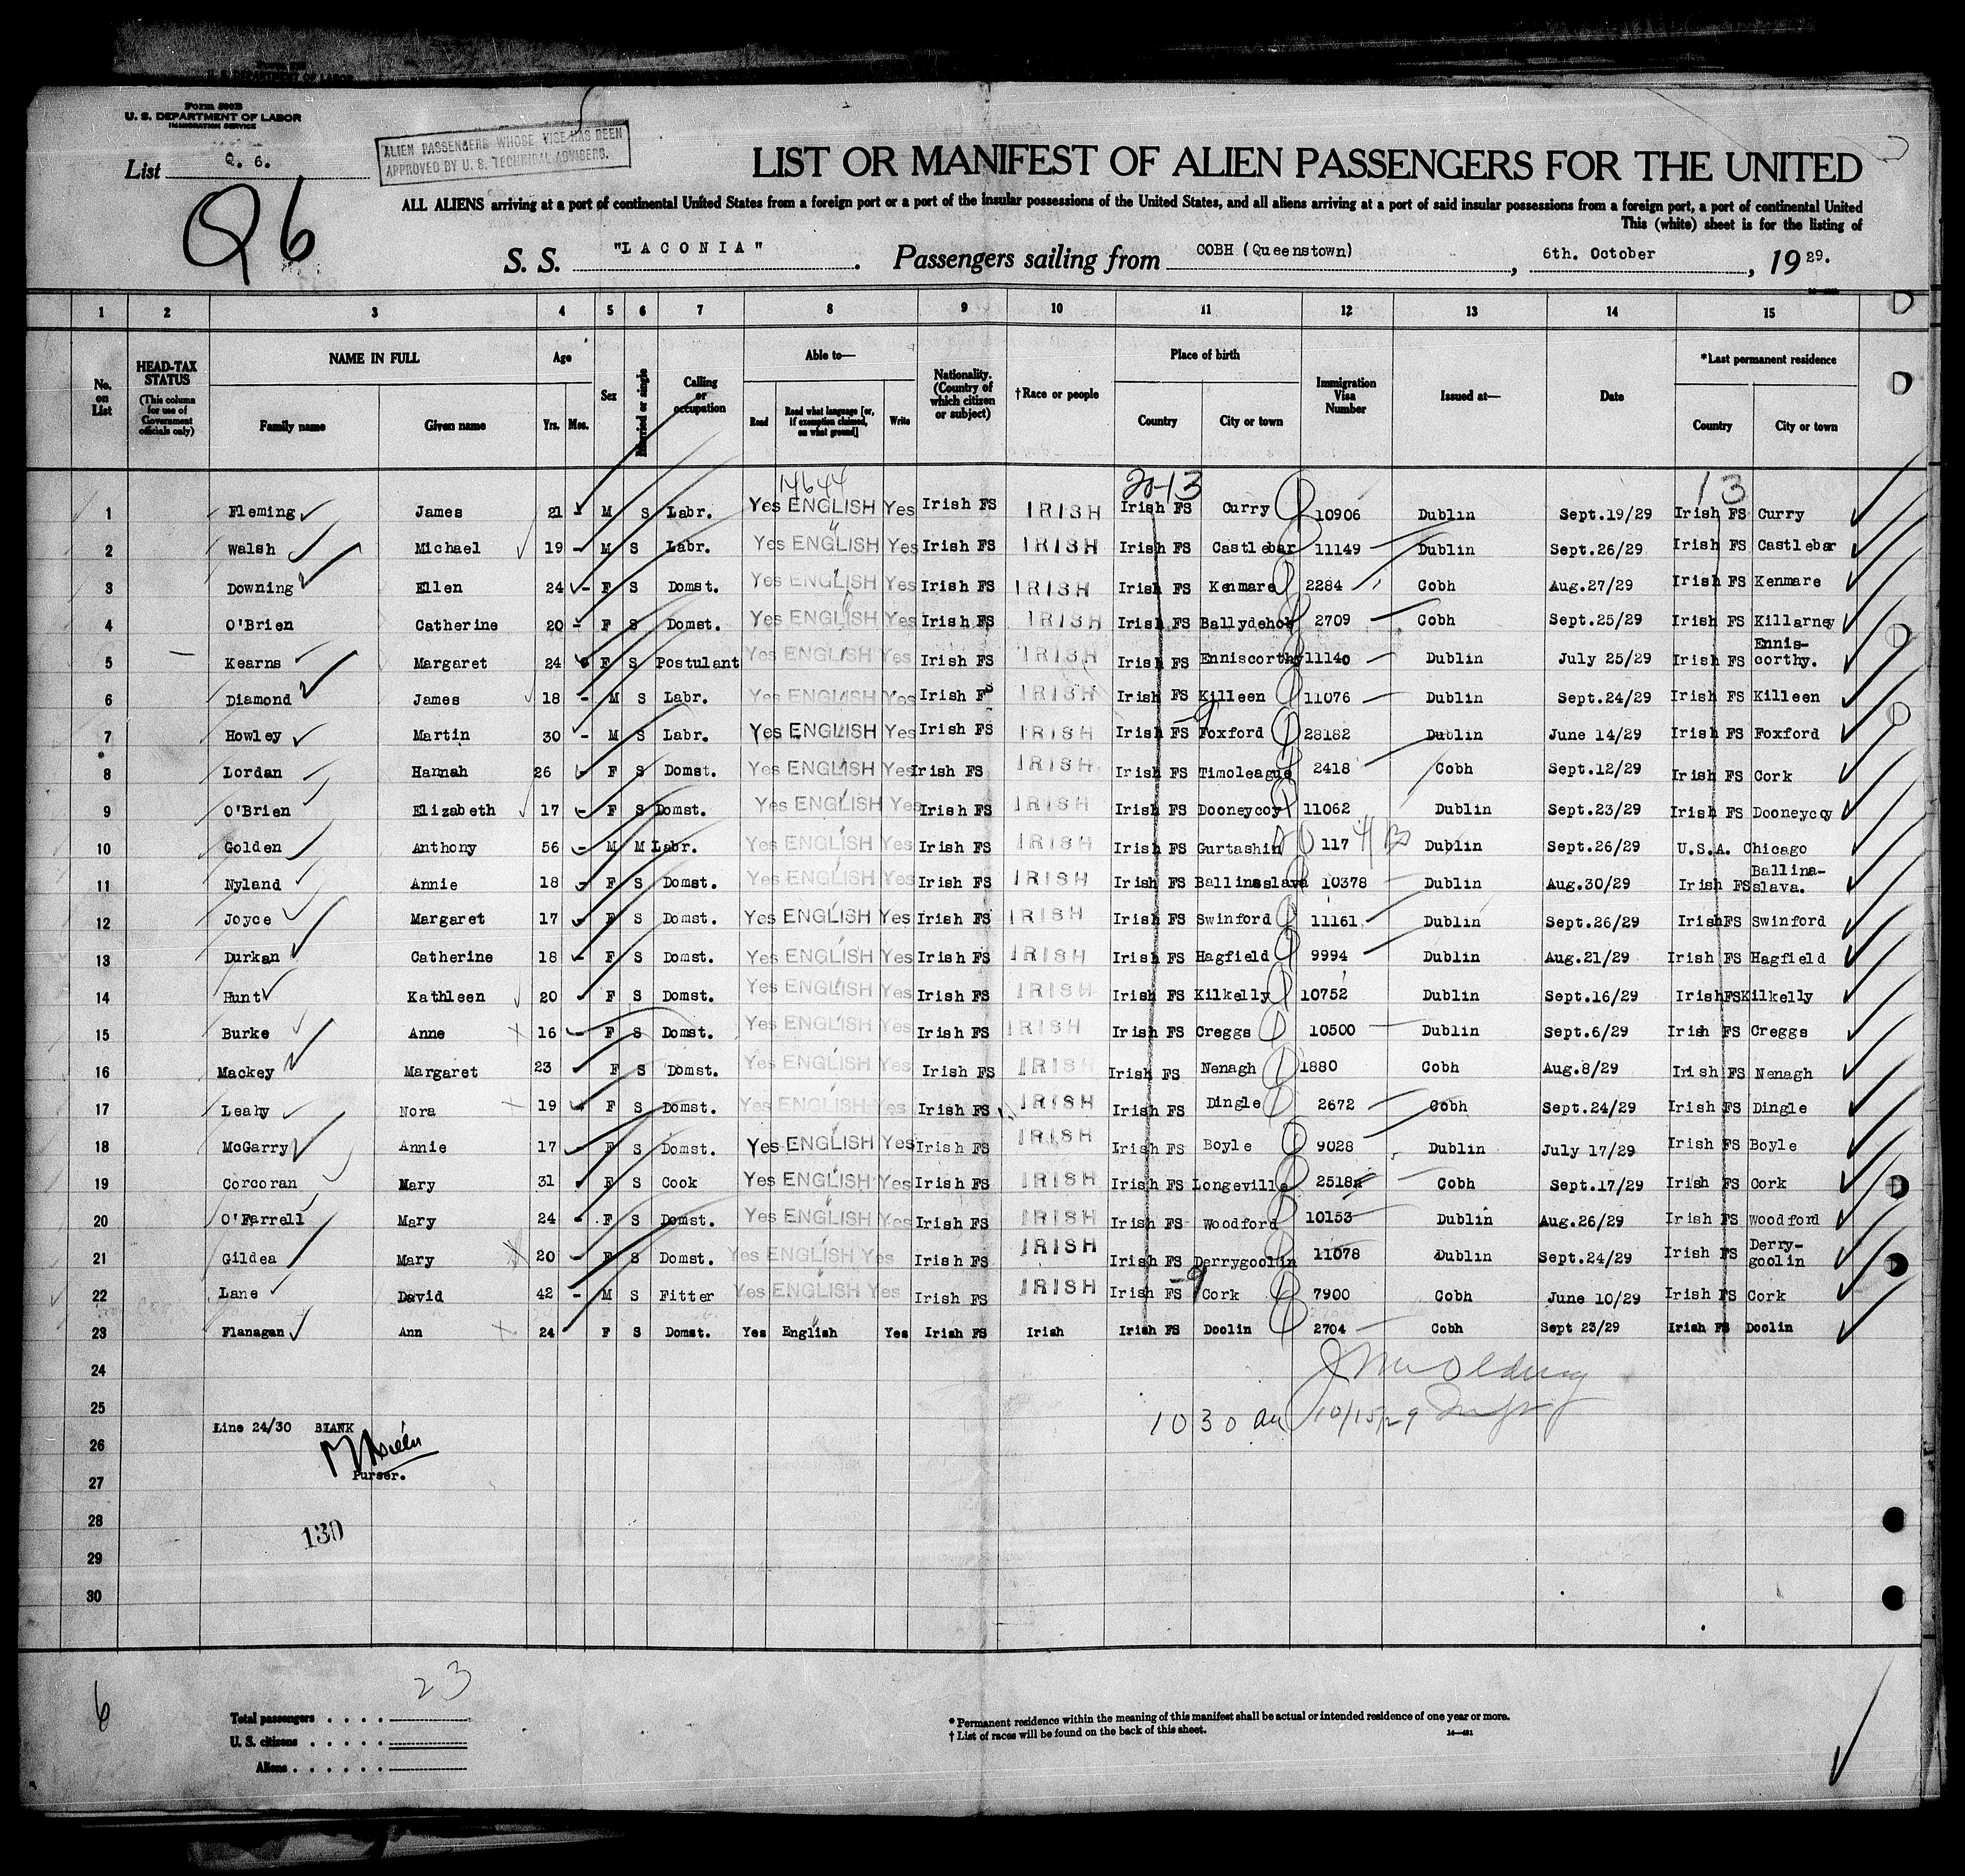 Form 500B
U. S. DEPARTMENT OF LABOR
IMMIGRATION SERVICE
List Q. 6.
ALIEN PASSENGERS WHOSE VISE HAS BEEN
APPROVED BY U. S. TECHNICAL ADVISERS.
Q6
LIST OR MANIFEST OF ALIEN PASSENGERS FOR THE UNITED
ALL ALIENS arriving at a port of continental United States from a foreign port or a port of the insular possessions of the United States, and all aliens arriving at a port of said insular possessions from a foreign port, a port of continental United
This (white) sheet is for the listing of
S. S. "LACONIA". Passengers sailing from COBH (Queenstown), 6th. October, 19 29.
1 2 3 4 5 6 7 8 9 10 11 12 13 14 15
No. on List
HEAD-TAX STATUS (This column for use of Government officials only)
NAME IN FULL
Family name Given name
Age
Yrs. Mos.
Sex
Married or single
Calling or occupation
Able to—
Read Read what language [or, if exemption claimed, on what ground] Write
Nationality. (Country of which citizen or subject)
†Race or people
Place of birth
Country City or town
Immigration Visa Number
Issued at—
Date
*Last permanent residence
Country City or town
14644 20-13 13
1 Fleming James 21 - M S Labr. Yes ENGLISH Yes Irish FS IRISH Irish FS Curry 10906 Dublin Sept.19/29 Irish FS Curry
2 Walsh Michael 19 - M S Labr. Yes ENGLISH Yes Irish FS IRISH Irish FS Castlebar 11149 Dublin Sept.26/29 Irish FS Castlebar
3 Downing Ellen 24 - F S Domst. Yes ENGLISH Yes Irish FS IRISH Irish FS Kenmare 2284 Cobh Aug.27/29 Irish FS Kenmare
4 O'Brien Catherine 20 - F S Domst. Yes ENGLISH Yes Irish FS IRISH Irish FS Ballydehob 2709 Cobh Sept.25/29 Irish FS Killarney
5 Kearns Margaret 24 F S Postulant Yes ENGLISH Yes Irish FS IRISH Irish FS Enniscorthy 11140 Dublin July 25/29 Irish FS Ennis-corthy.
6 Diamond James 18 - M S Labr. Yes ENGLISH Yes Irish FS IRISH Irish FS Killeen 11076 Dublin Sept.24/29 Irish FS Killeen
7 Howley Martin 30 - M S Labr. Yes ENGLISH Yes Irish FS IRISH Irish FS -9 Foxford 28182 Dublin June 14/29 Irish FS Foxford
8 Lordan Hannah 26 - F S Domst. Yes ENGLISH Yes Irish FS IRISH Irish FS Timoleague 2418 Cobh Sept.12/29 Irish FS Cork
9 O'Brien Elizabeth 17 - F S Domst. Yes ENGLISH Yes Irish FS IRISH Irish FS Dooneycoy 11062 Dublin Sept.23/29 Irish FS Dooneycoy
10 Golden Anthony 56 - M M Labr. Yes ENGLISH Yes Irish FS IRISH Irish FS Gurtashin 117 Dublin Sept.26/29 U.S.A. Chicago
11 Nyland Annie 18 - F S Domst. Yes ENGLISH Yes Irish FS IRISH Irish FS Ballinaslava 10378 Dublin Aug.30/29 Irish FS Ballina-slava.
12 Joyce Margaret 17 - F S Domst. Yes ENGLISH Yes Irish FS IRISH Irish FS Swinford 11161 Dublin Sept.26/29 Irish FS Swinford
13 Durkan Catherine 18 - F S Domst. Yes ENGLISH Yes Irish FS IRISH Irish FS Hagfield 9994 Dublin Aug.21/29 Irish FS Hagfield
14 Hunt Kathleen 20 F S Domst. Yes ENGLISH Yes Irish FS IRISH Irish FS Kilkelly 10752 Dublin Sept.16/29 Irish FS Kilkelly
15 Burke Anne 16 - F S Domst. Yes ENGLISH Yes Irish FS IRISH Irish FS Creggs 10500 Dublin Sept.6/29 Irish FS Creggs
16 Mackey Margaret 23 F S Domst. Yes ENGLISH Yes Irish FS IRISH Irish FS Nenagh 1880 Cobh Aug.8/29 Irish FS Nenagh
17 Leahy Nora 19 - F S Domst. Yes ENGLISH Yes Irish FS IRISH Irish FS Dingle 2672 Cobh Sept.24/29 Irish FS Dingle
18 McGarry Annie 17 - F S Domst. Yes ENGLISH Yes Irish FS IRISH Irish FS Boyle 9028 Dublin July 17/29 Irish FS Boyle
19 Corcoran Mary 31 F S Cook Yes ENGLISH Yes Irish FS IRISH Irish FS Longeville 2518 Cobh Sept.17/29 Irish FS Cork
20 O'Farrell Mary 24 - F S Domst. Yes ENGLISH Yes Irish FS IRISH Irish FS Woodford 10153 Dublin Aug.26/29 Irish FS Woodford
21 Gildea Mary 20 - F S Domst. Yes ENGLISH Yes Irish FS IRISH Irish FS Derrygoolin 11078 Dublin Sept.24/29 Irish FS Derry-goolin
22 Lane David 42 - M S Fitter Yes ENGLISH Yes Irish FS IRISH Irish FS -9 Cork 7900 Cobh June 10/29 Irish FS Cork
23 Flanagan Ann 24 F S Domst. Yes English Yes Irish FS Irish Irish FS Doolin 2704 Cobh Sept 23/29 Irish FS Doolin
24
25
1030 am 10/15/29
Line 24/30 BLANK
26
Purser.
27
28
130
29
30
6
23
Total passengers . . . .
U. S. citizens . . . . .
Aliens . . . . . .
* Permanent residence within the meaning of this manifest shall be actual or intended residence of one year or more.
† List of races will be found on the back of this sheet.
14—421